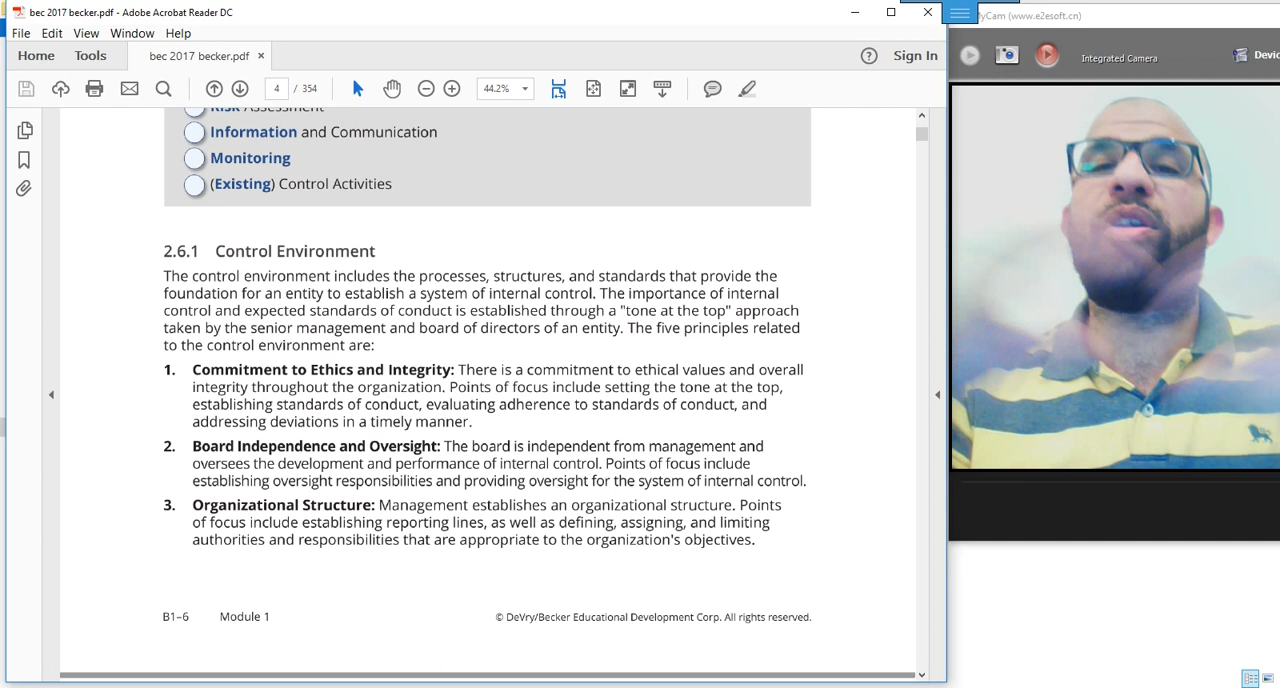 bec 2017 becker.pdf - Adobe Acrobat Reader DC
yCam (www.e2esoft.cn)
File Edit View Window Help
Home Tools bec 2017 becker.pdf × Sign In
Integrated Camera
4 / 354 44.2%
Risk Assessment
Information and Communication
Monitoring
(Existing) Control Activities
2.6.1 Control Environment
The control environment includes the processes, structures, and standards that provide the
foundation for an entity to establish a system of internal control. The importance of internal
control and expected standards of conduct is established through a "tone at the top" approach
taken by the senior management and board of directors of an entity. The five principles related
to the control environment are:
1. Commitment to Ethics and Integrity: There is a commitment to ethical values and overall
integrity throughout the organization. Points of focus include setting the tone at the top,
establishing standards of conduct, evaluating adherence to standards of conduct, and
addressing deviations in a timely manner.
2. Board Independence and Oversight: The board is independent from management and
oversees the development and performance of internal control. Points of focus include
establishing oversight responsibilities and providing oversight for the system of internal control.
3. Organizational Structure: Management establishes an organizational structure. Points
of focus include establishing reporting lines, as well as defining, assigning, and limiting
authorities and responsibilities that are appropriate to the organization's objectives.
B1–6 Module 1 © DeVry/Becker Educational Development Corp. All rights reserved.